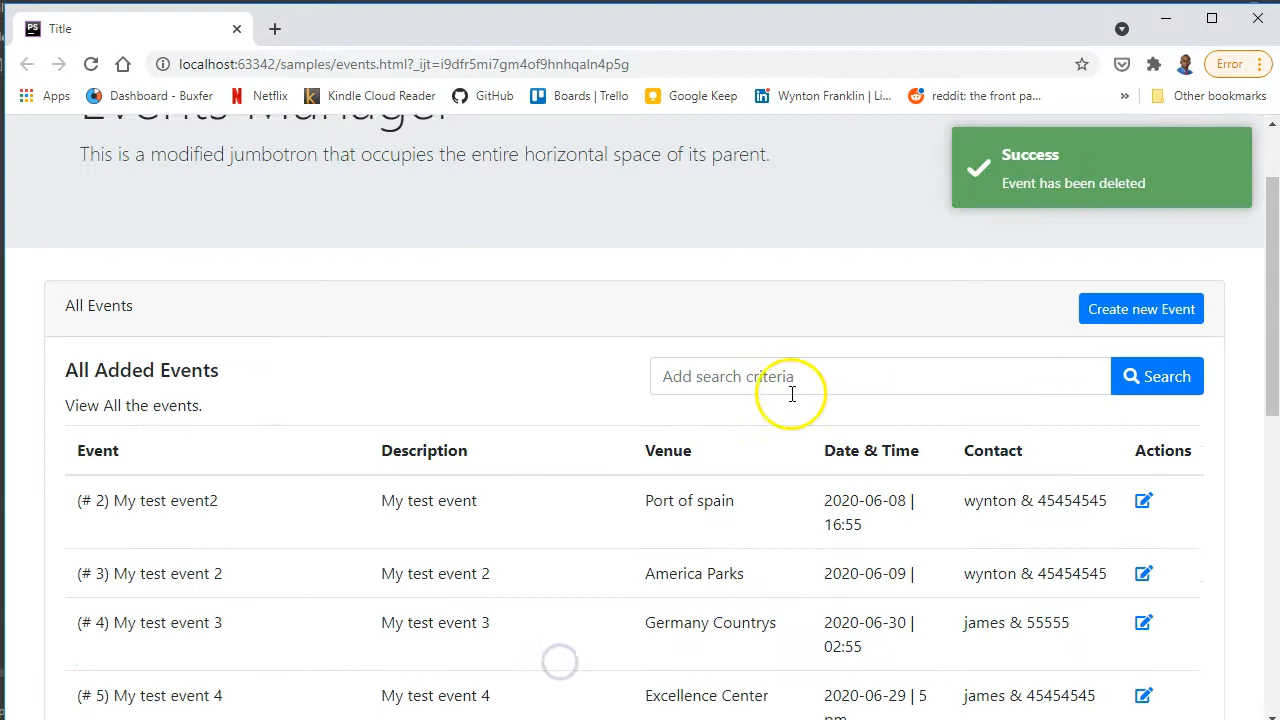 PS Title
localhost:63342/samples/events.html?_ijt=i9dfr5mi7gm4of9hnhqaln4p5g
Error
Apps Dashboard - Buxfer Netflix Kindle Cloud Reader GitHub Boards | Trello Google Keep Wynton Franklin | Li... reddit: the front pa... » Other bookmarks
Events Manager
This is a modified jumbotron that occupies the entire horizontal space of its parent.
Success
Event has been deleted
All Events
Create new Event
All Added Events
Add search criteria
Search
View All the events.
Event Description Venue Date & Time Contact Actions
(# 2) My test event2 My test event Port of spain 2020-06-08 | wynton & 45454545
16:55
(# 3) My test event 2 My test event 2 America Parks 2020-06-09 | wynton & 45454545
(# 4) My test event 3 My test event 3 Germany Countrys 2020-06-30 | james & 55555
02:55
(# 5) My test event 4 My test event 4 Excellence Center 2020-06-29 | 5 james & 45454545
pm